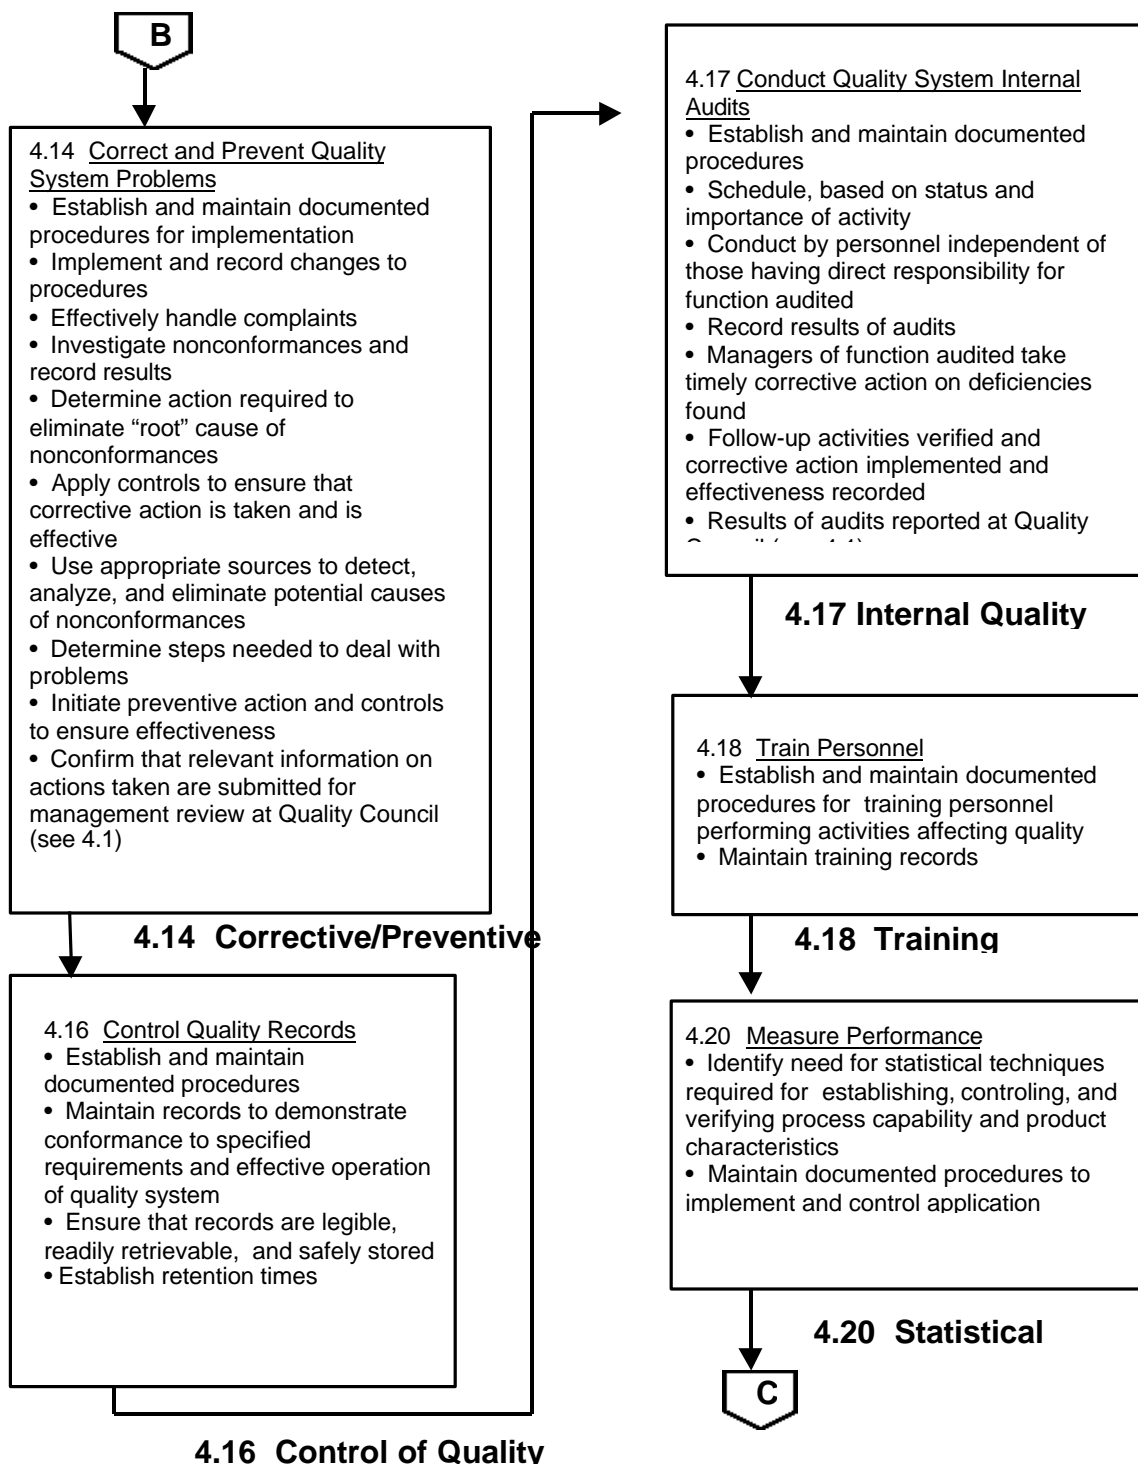 B
4.14 Correct and Prevent Quality
System Problems
• Establish and maintain documented
procedures for implementation
• Implement and record changes to
procedures
• Effectively handle complaints
• Investigate nonconformances and
record results
• Determine action required to
eliminate “root” cause of
nonconformances
• Apply controls to ensure that
corrective action is taken and is
effective
• Use appropriate sources to detect,
analyze, and eliminate potential causes
of nonconformances
• Determine steps needed to deal with
problems
• Initiate preventive action and controls
to ensure effectiveness
• Confirm that relevant information on
actions taken are submitted for
management review at Quality Council
(see 4.1)
4.14 Corrective/Preventive
4.16 Control Quality Records
• Establish and maintain
documented procedures
• Maintain records to demonstrate
conformance to specified
requirements and effective operation
of quality system
• Ensure that records are legible,
readily retrievable, and safely stored
• Establish retention times
4.16 Control of Quality
4.17 Conduct Quality System Internal
Audits
• Establish and maintain documented
procedures
• Schedule, based on status and
importance of activity
• Conduct by personnel independent of
those having direct responsibility for
function audited
• Record results of audits
• Managers of function audited take
timely corrective action on deficiencies
found
• Follow-up activities verified and
corrective action implemented and
effectiveness recorded
• Results of audits reported at Quality
4.17 Internal Quality
4.18 Train Personnel
• Establish and maintain documented
procedures for training personnel
performing activities affecting quality
• Maintain training records
4.18 Training
4.20 Measure Performance
• Identify need for statistical techniques
required for establishing, controling, and
verifying process capability and product
characteristics
• Maintain documented procedures to
implement and control application
4.20 Statistical
C